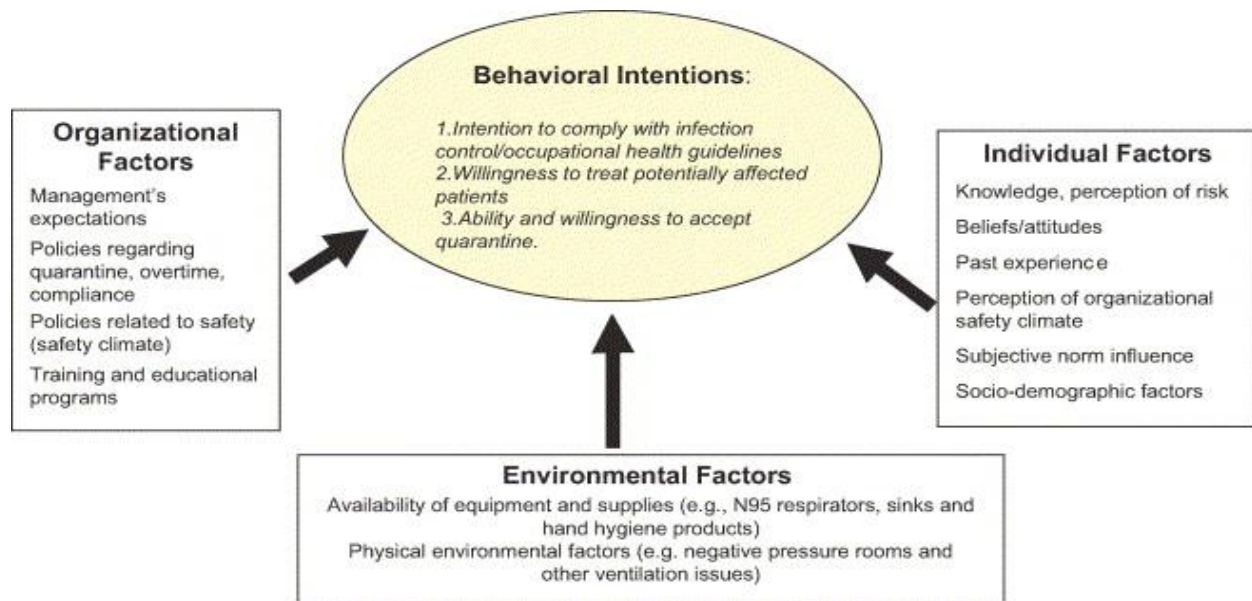 Behavioral Intentions:
1.Intention to comply with infection
control/occupational health guidelines
2.Willingness to treat potentially affected
patients
3.Ability and willingness to accept
quarantine.
Organizational
Factors
Management's
expectations
Policies regarding
quarantine, overtime,
compliance
Policies related to safety
(safety climate)
Training and educational
programs
Individual Factors
Knowledge, perception of risk
Beliefs/attitudes
Past experience
Perception of organizational
safety climate
Subjective norm influence
Socio-demographic factors
Environmental Factors
Availability of equipment and supplies (e.g., N95 respirators, sinks and
hand hygiene products)
Physical environmental factors (e.g. negative pressure rooms and
other ventilation issues)